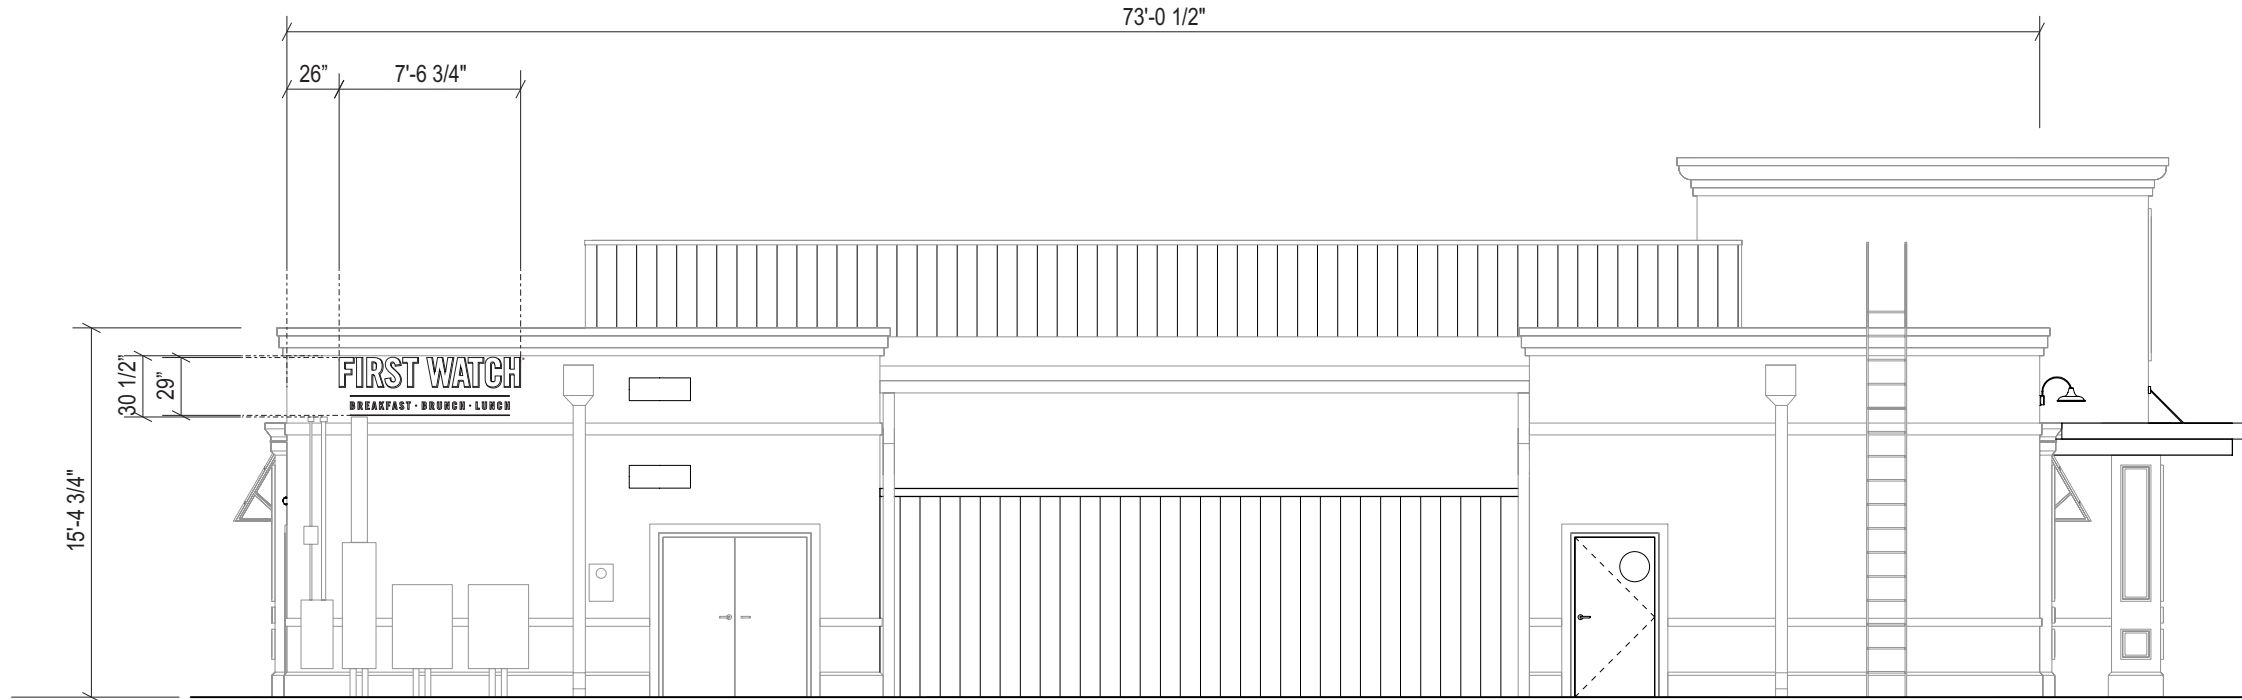 73'-0 1/2"
26” 7'-6 3/4"
30 1/2”
29”
15'-4 3/4"
FIRST WATCH
BREAKFAST · BRUNCH · LUNCH